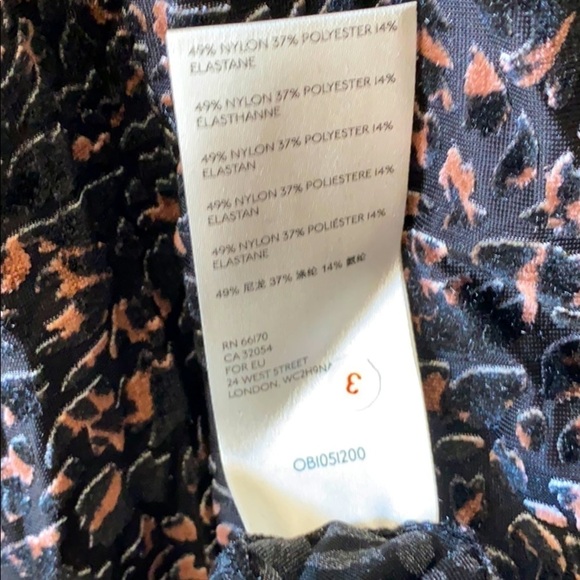 49% NYLON 37% POLYESTER 14%
ELASTANE
49% NYLON 37% POLYESTER 14%
ELASTHANNE
49% NYLON 37% POLYESTER 14%
ELASTAN
49% NYLON 37% POLIESTERE 14%
ELASTAN
49% NYLON 37% POLIÉSTER 14%
ELASTANE
49% 尼龙 37% 涤纶 14% 氨纶
RN 66170
CA 32054
FOR EU
24 WEST STREET
LONDON, WC2H9NA
3
OB1051200